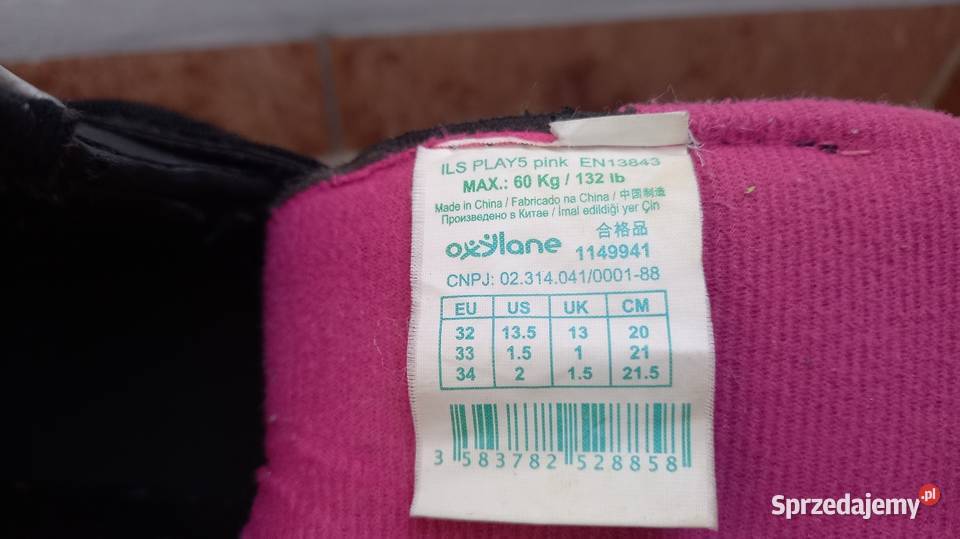 ILS PLAY5 pink EN13843
MAX.: 60 Kg / 132 lb
Made in China / Fabricado na China / 中国制造
Произведено в Китае / İmal edildiği yer Çin
合格品
oxylane 1149941
CNPJ: 02.314.041/0001-88
EU US UK CM
32 13.5 13 20
33 1.5 1 21
34 2 1.5 21.5
3 583782 528858
Sprzedajemy.pl